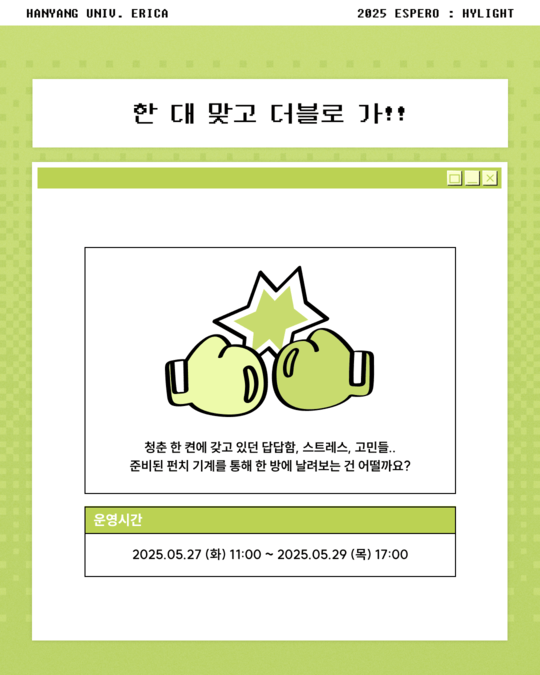 HANYANG UNIV. ERICA
2025 ESPERO : HYLIGHT
한 대 맞고 더블로 가!!
청춘 한 켠에 갖고 있던 답답함, 스트레스, 고민들..
준비된 펀치 기계를 통해 한 방에 날려보는 건 어떨까요?
운영시간
2025.05.27 (화) 11:00 ~ 2025.05.29 (목) 17:00